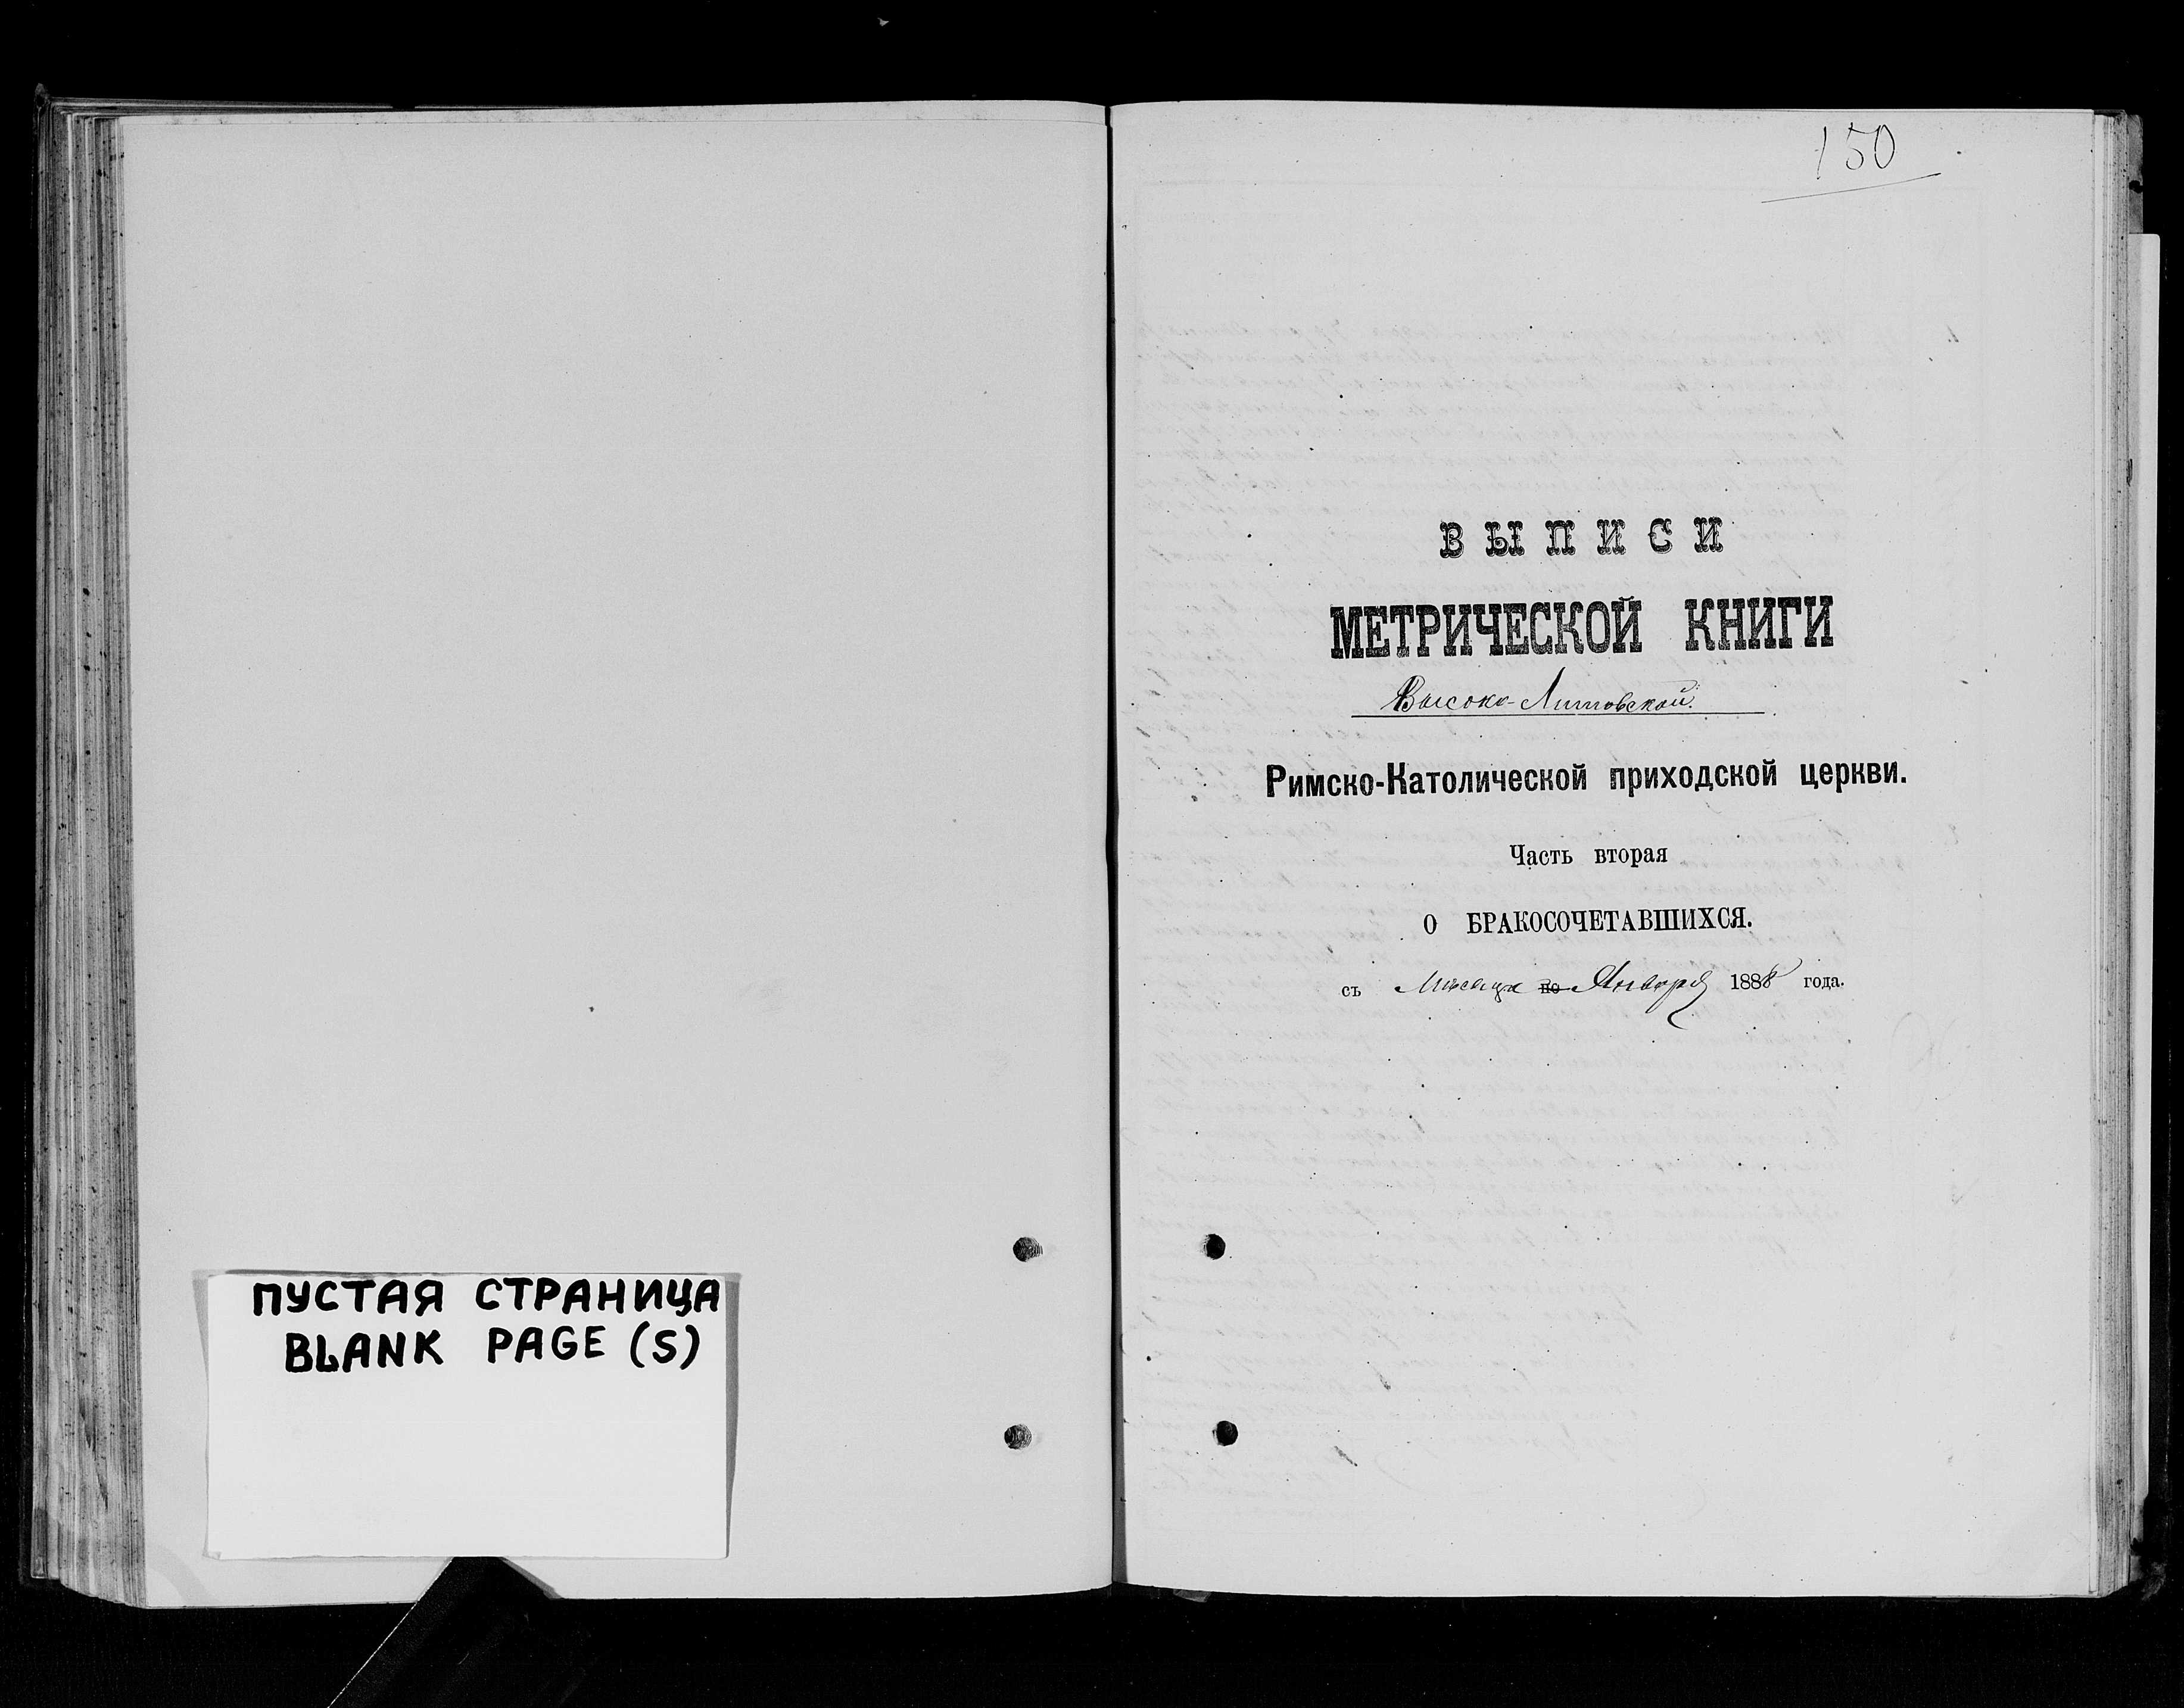 ПУСТАЯ СТРАНИЦА
BLANK PAGE (S)
150
ВЫПИСИ
МЕТРИЧЕСКОЙ КНИГИ
Высоко-Литовской
Римско-Католической приходской церкви.
Часть вторая
О БРАКОСОЧЕТАВШИХСЯ.
съ Мѣсяца по Января 1888 года.